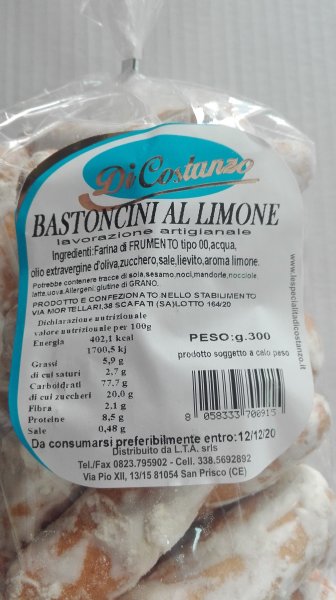 Di Costanzo
BASTONCINI AL LIMONE
lavorazione artigianale
Ingredienti:Farina di FRUMENTO tipo 00,acqua,
olio extravergine d'oliva,zucchero,sale,lievito,aroma limone.
Potrebbe contenere tracce di soia,sesamo,noci,mandorle,nocciole,
latte,uova.Allergeni:glutine di GRANO.
PRODOTTO E CONFEZIONATO NELLO STABILIMENTO
VIA MORTELLARI,38 SCAFATI (SA)LOTTO 164/20
Dichiarazione nutrizionale
valore nutrizionale per 100g
Energia 402,1 kcal
1700,5 kj
Grassi 5,9 g
di cui saturi 2,7 g
Carboidrati 77.7 g
di cui zuccheri 20.0 g
Fibra 2.1 g
Proteine 8,5 g
Sale 0,48 g
PESO:g.300
prodotto soggetto a calo peso
8 058333 700915
Da consumarsi preferibilmente entro:12/12/20
Distribuito da L.T.A. srls
Tel./Fax 0823.795902 - Cell. 338.5692892
Via Pio XII, 13/15 81054 San Prisco (CE)
www.lespecialitadicostanzo.it